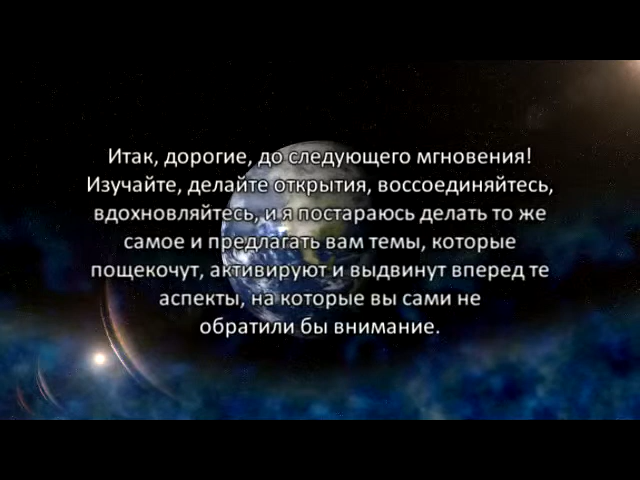 Итак, дорогие, до следующего мгновения!
Изучайте, делайте открытия, воссоединяйтесь,
вдохновляйтесь, и я постараюсь делать то же
самое и предлагать вам темы, которые
пощекочут, активируют и выдвинут вперед те
аспекты, на которые вы сами не
обратили бы внимание.